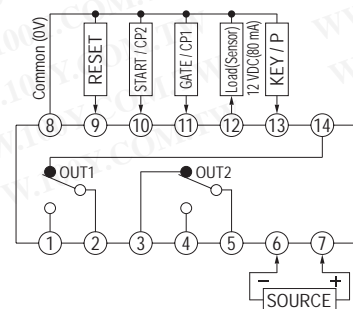 Common (0V)
RESET
START / CP2
GATE / CP1
Load(Sensor)
12 VDC(80 mA)
KEY / P
8 9 10 11 12 13 14
OUT1 OUT2
1 2 3 4 5 6 7
− +
SOURCE